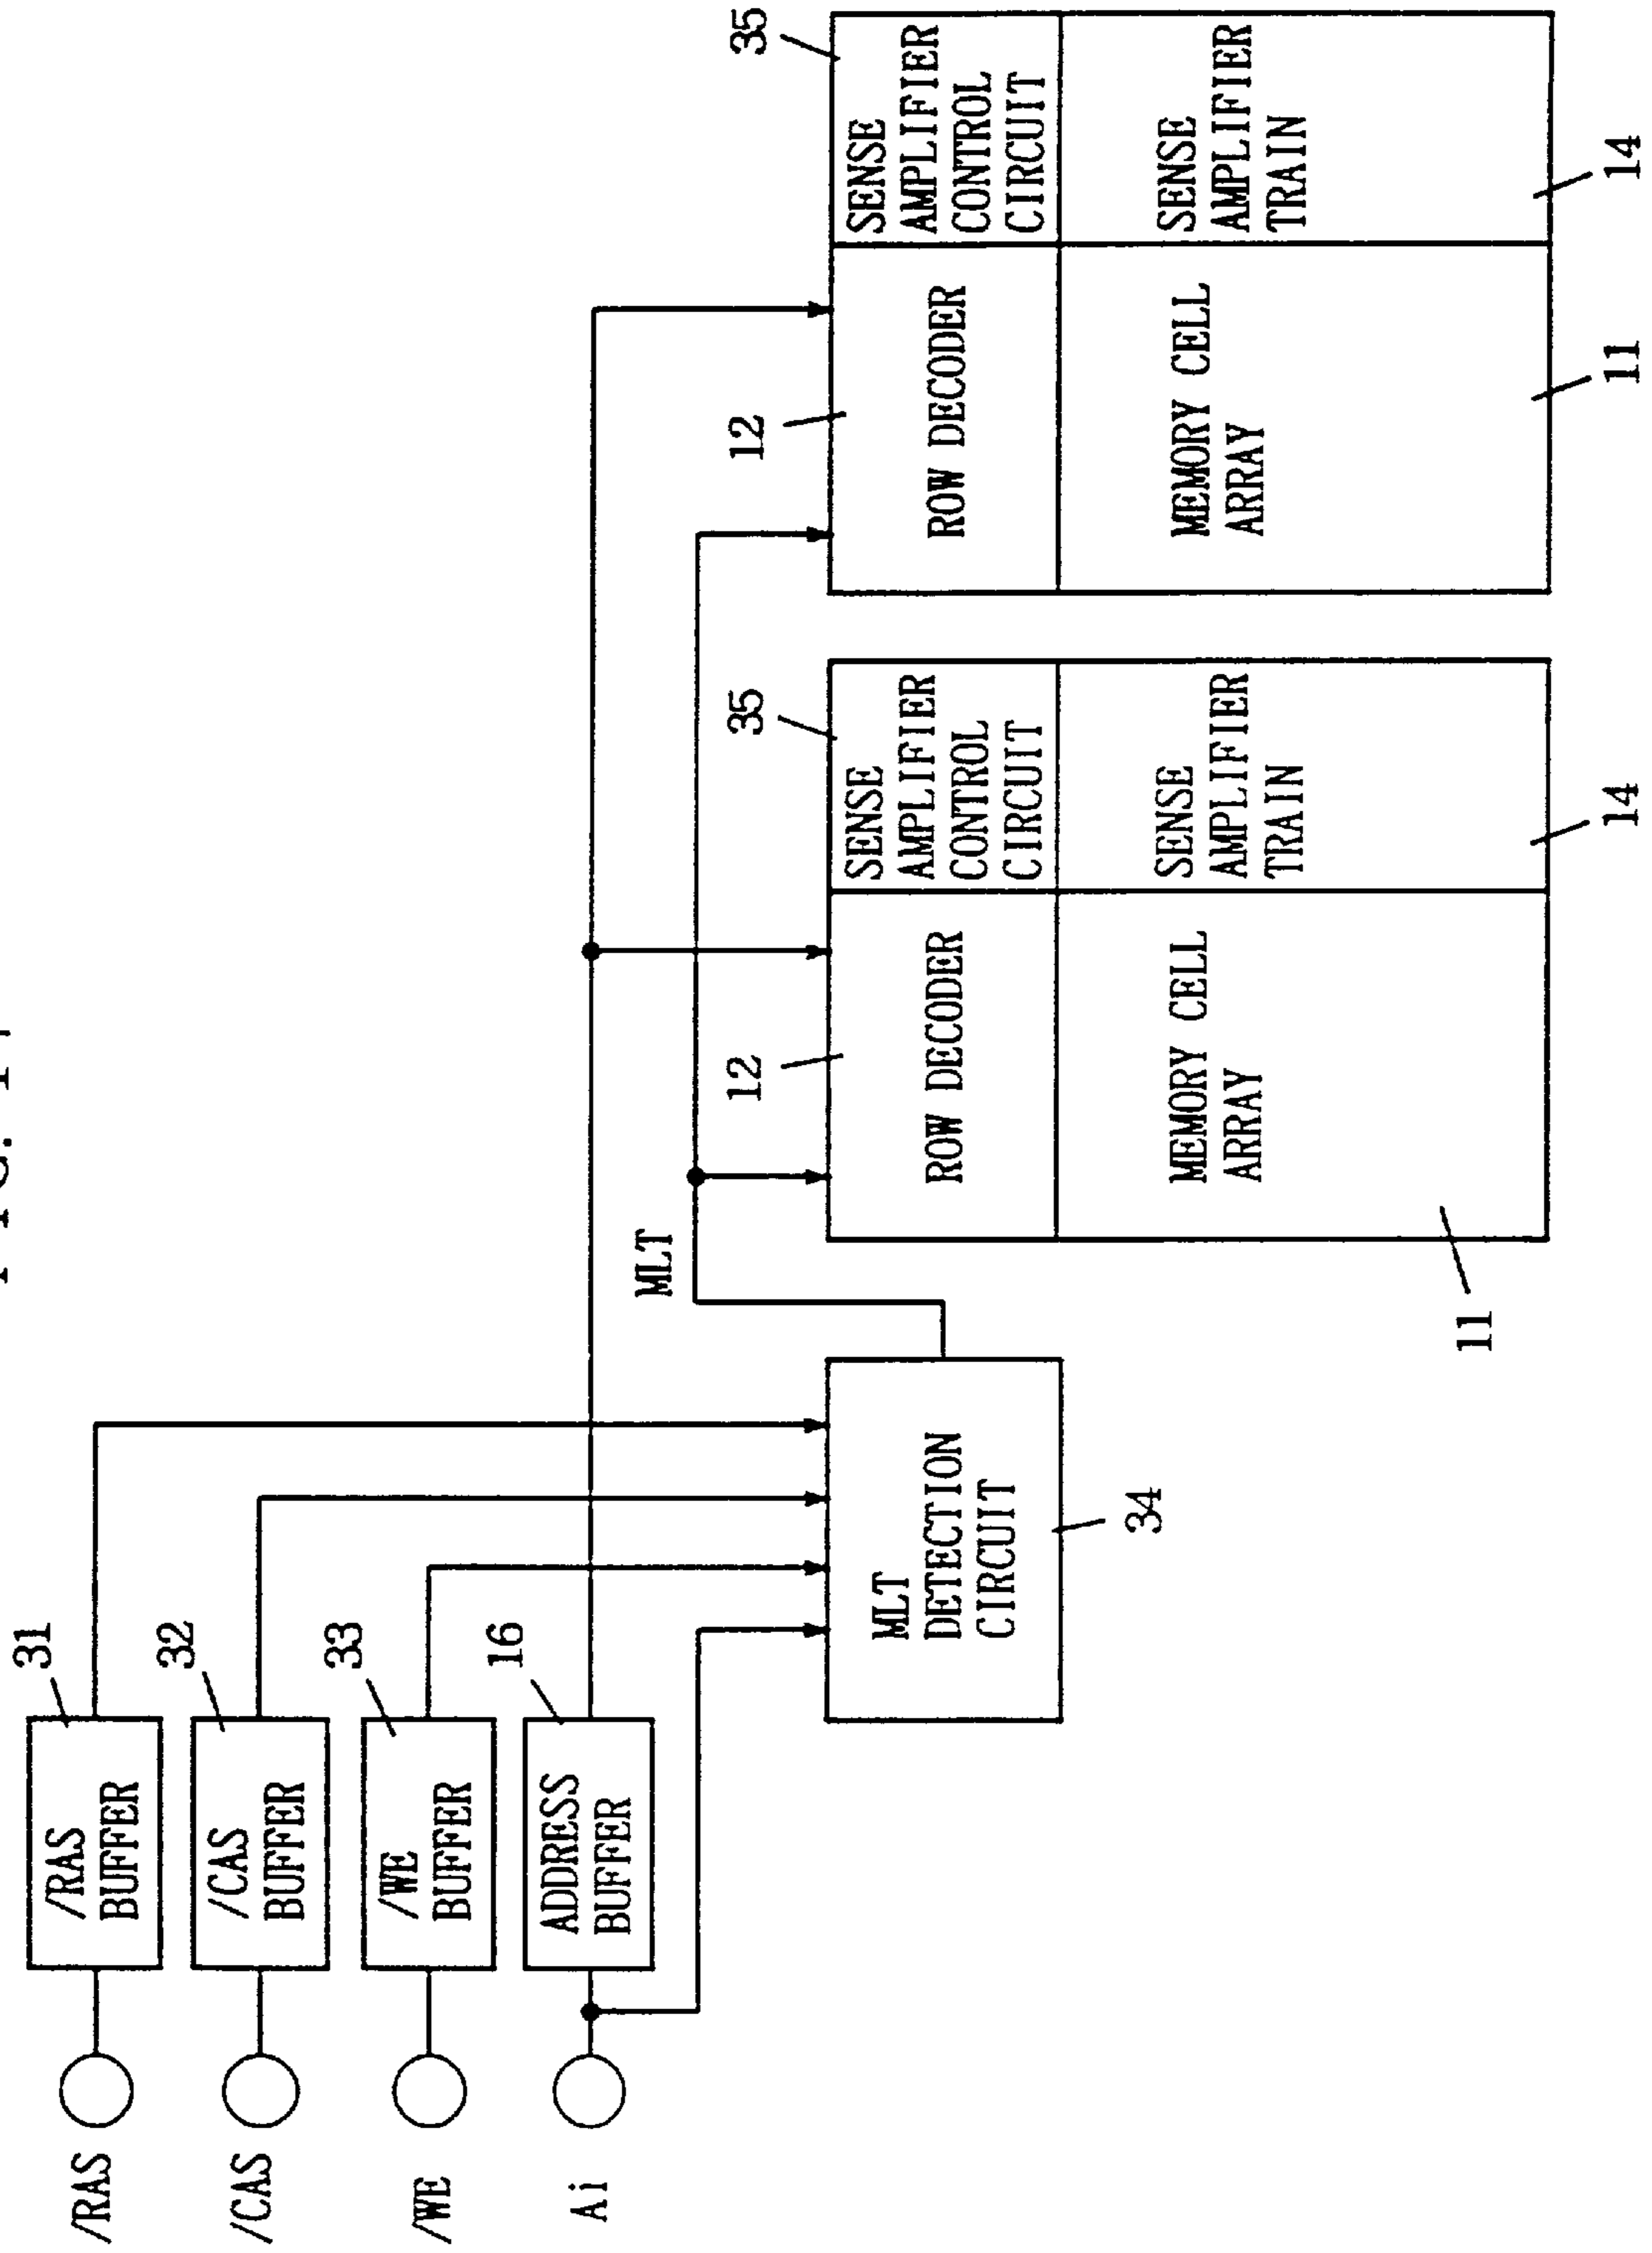 FIG.
/RAS
/RAS
BUFFER
31
/CAS
/CAS
BUFFER
32
/WE
/WE
BUFFER
33
Ai
ADDRESS
BUFFER
16
MLT
MLT
DETECTION
CIRCUIT
34
12
35
ROW DECODER
SENSE
AMPLIFIER
CONTROL
CIRCUIT
MEMORY CELL
ARRAY
SENSE
AMPLIFIER
TRAIN
11
14
12
35
ROW DECODER
SENSE
AMPLIFIER
CONTROL
CIRCUIT
MEMORY CELL
ARRAY
SENSE
AMPLIFIER
TRAIN
11
14